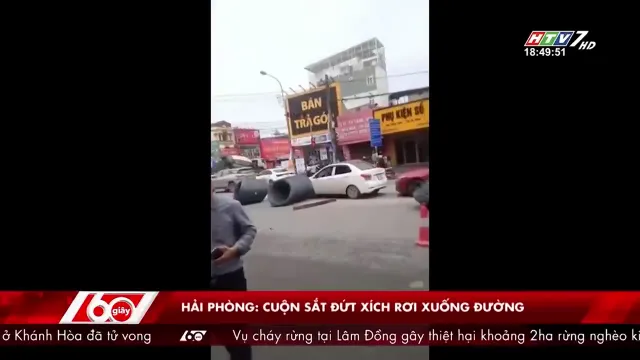 HTV7 HD
18:49:51
BÁN
TRẢ GÓP
PHỤ KIỆN SỐ
60 giây
HẢI PHÒNG: CUỘN SẮT ĐỨT XÍCH RƠI XUỐNG ĐƯỜNG
ở Khánh Hòa đã tử vong 60 Vụ cháy rừng tại Lâm Đồng gây thiệt hại khoảng 2ha rừng nghèo k